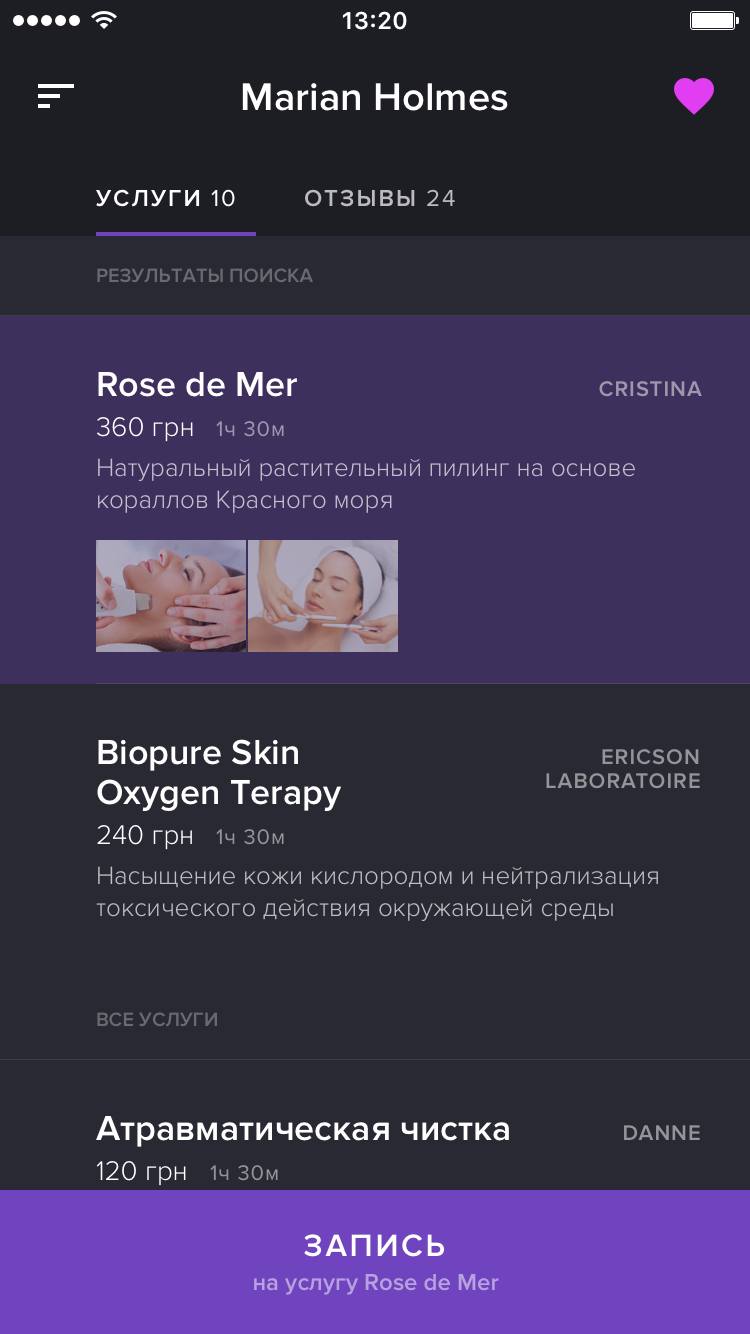 13:20
Marian Holmes
УСЛУГИ 10 ОТЗЫВЫ 24
РЕЗУЛЬТАТЫ ПОИСКА
Rose de Mer CRISTINA
360 грн 1ч 30м
Натуральный растительный пилинг на основе
кораллов Красного моря
Biopure Skin ERICSON
Oxygen Terapy LABORATOIRE
240 грн 1ч 30м
Насыщение кожи кислородом и нейтрализация
токсического действия окружающей среды
ВСЕ УСЛУГИ
Атравматическая чистка DANNE
120 грн 1ч 30м
ЗАПИСЬ
на услугу Rose de Mer